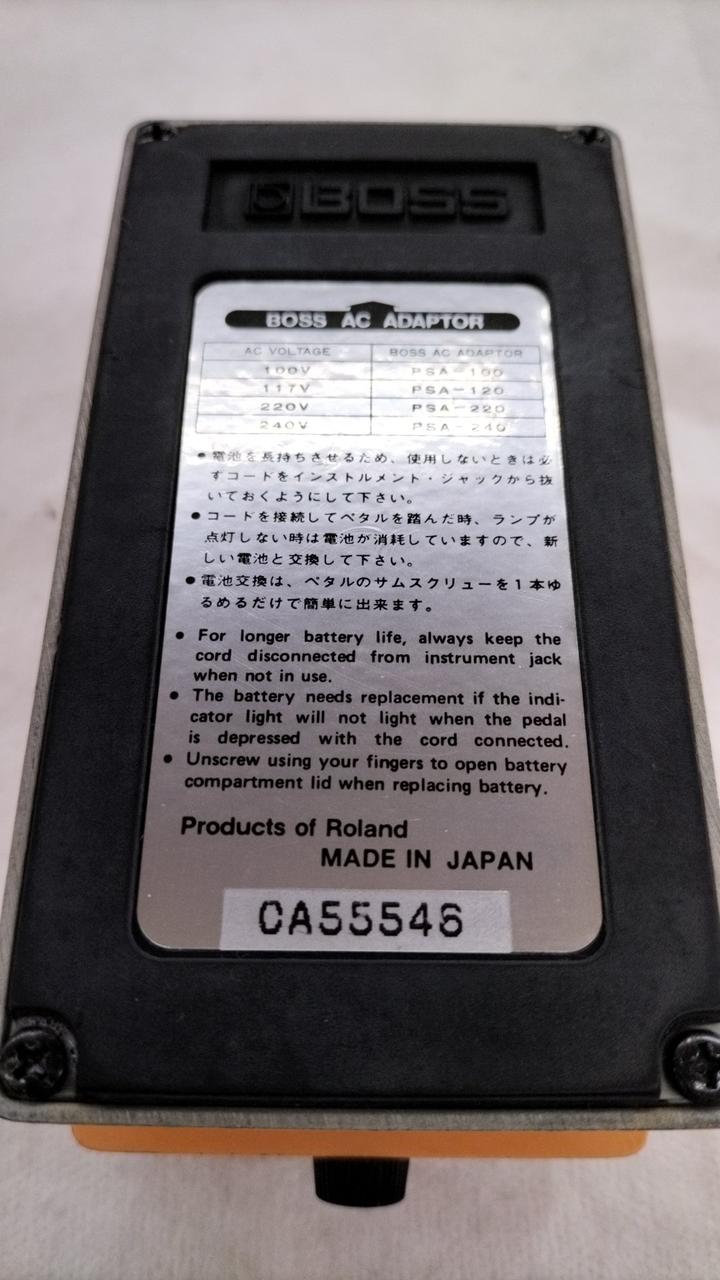 BOSS
BOSS AC ADAPTOR
AC VOLTAGE BOSS AC ADAPTOR
100V PSA-100
117V PSA-120
220V PSA-220
240V PSA-240
● 電池を長持ちさせるため、使用しないときは必
ずコードをインストルメント・ジャックから抜
いておくようにして下さい。
● コードを接続してペタルを踏んだ時、ランプが
点灯しない時は電池が消耗していますので、新
しい電池と交換して下さい。
● 電池交換は、ペタルのサムスクリューを1本ゆ
るめるだけで簡単に出来ます。
● For longer battery life, always keep the
cord disconnected from instrument jack
when not in use.
● The battery needs replacement if the indi-
cator light will not light when the pedal
is depressed with the cord connected.
● Unscrew using your fingers to open battery
compartment lid when replacing battery.
Products of Roland
MADE IN JAPAN
CA55546